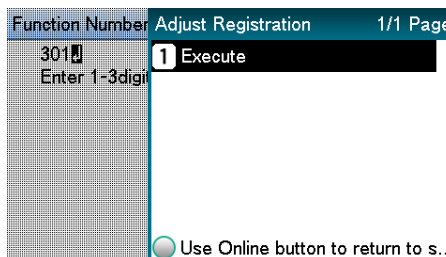 Function Number
301
Enter 1-3digi
Adjust Registration 1/1 Page
1 Execute
Use Online button to return to s...